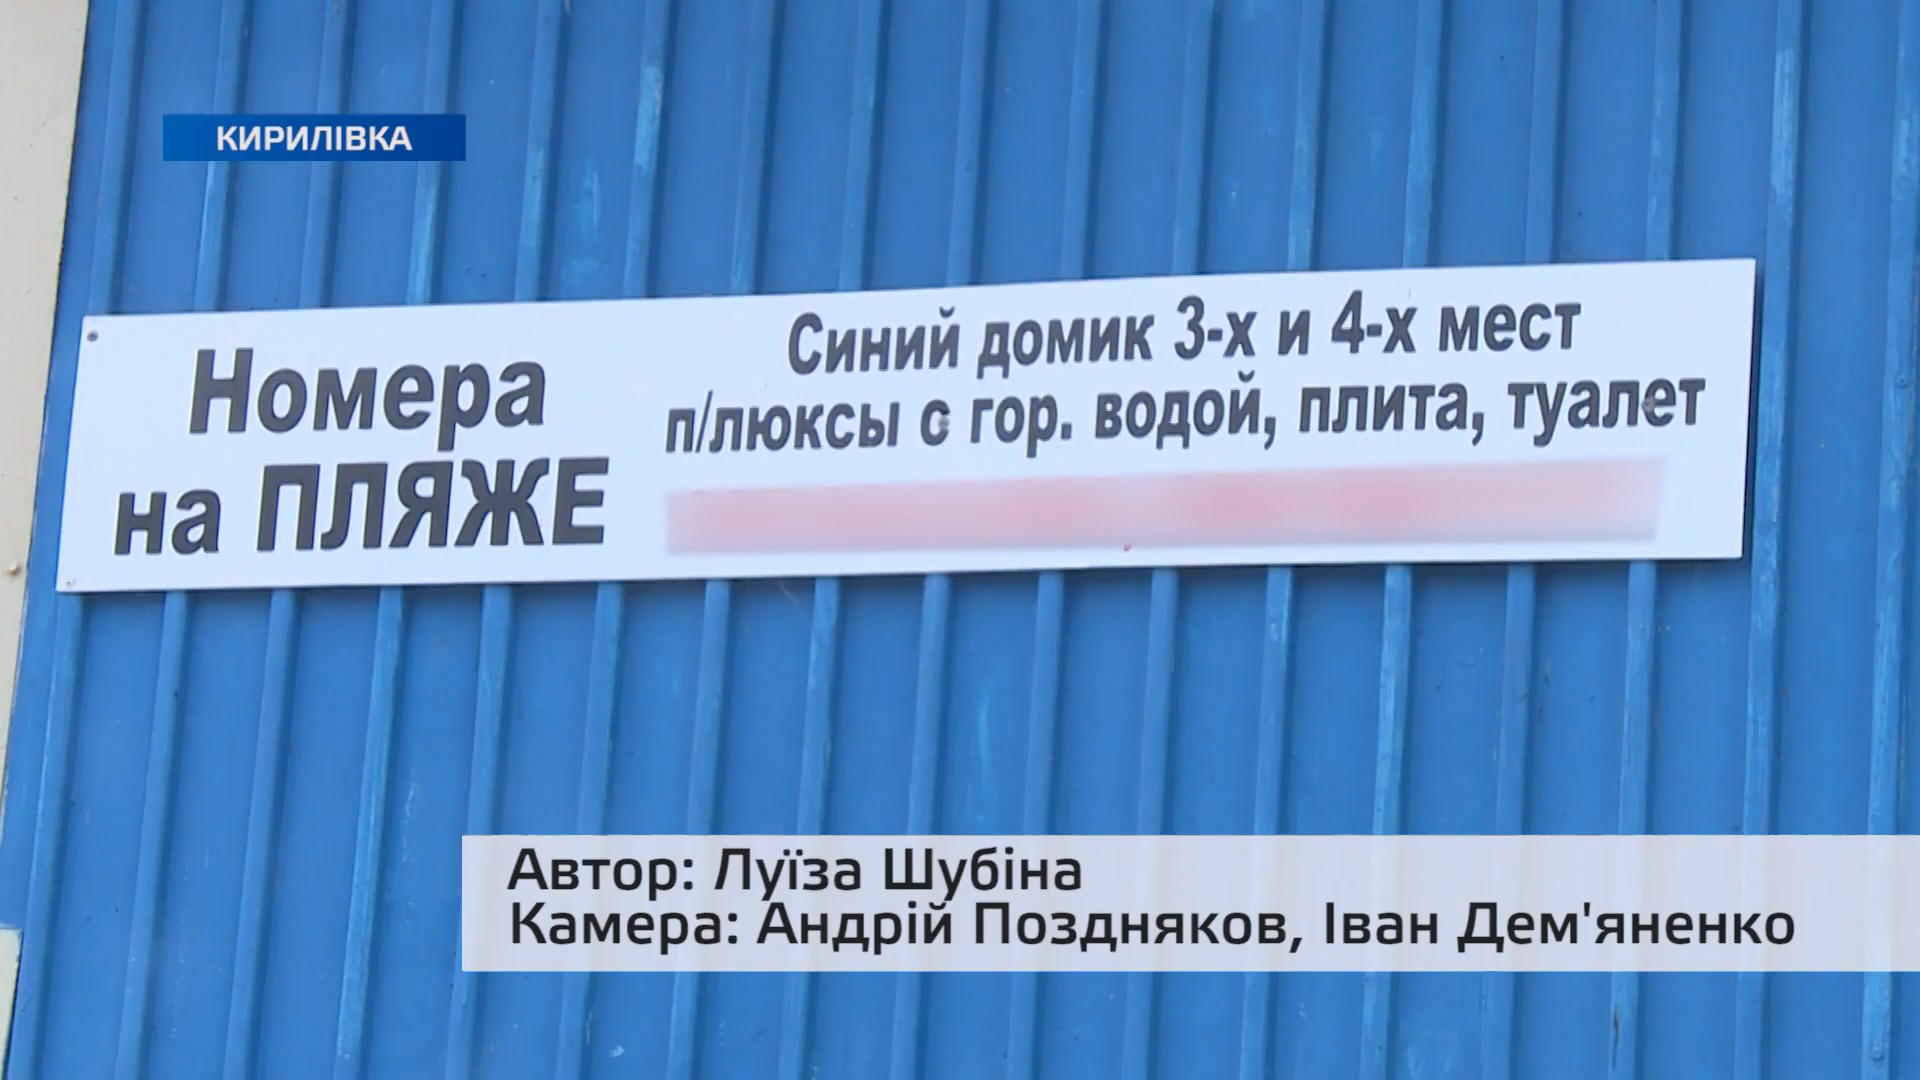 КИРИЛІВКА
Номера
на ПЛЯЖЕ
Синий домик 3-х и 4-х мест
п/люксы с гор. водой, плита, туалет
Автор: Луїза Шубіна
Камера: Андрій Поздняков, Іван Дем'яненко